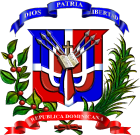 DIOS PATRIA LIBERTAD
REPUBLICA DOMINICANA